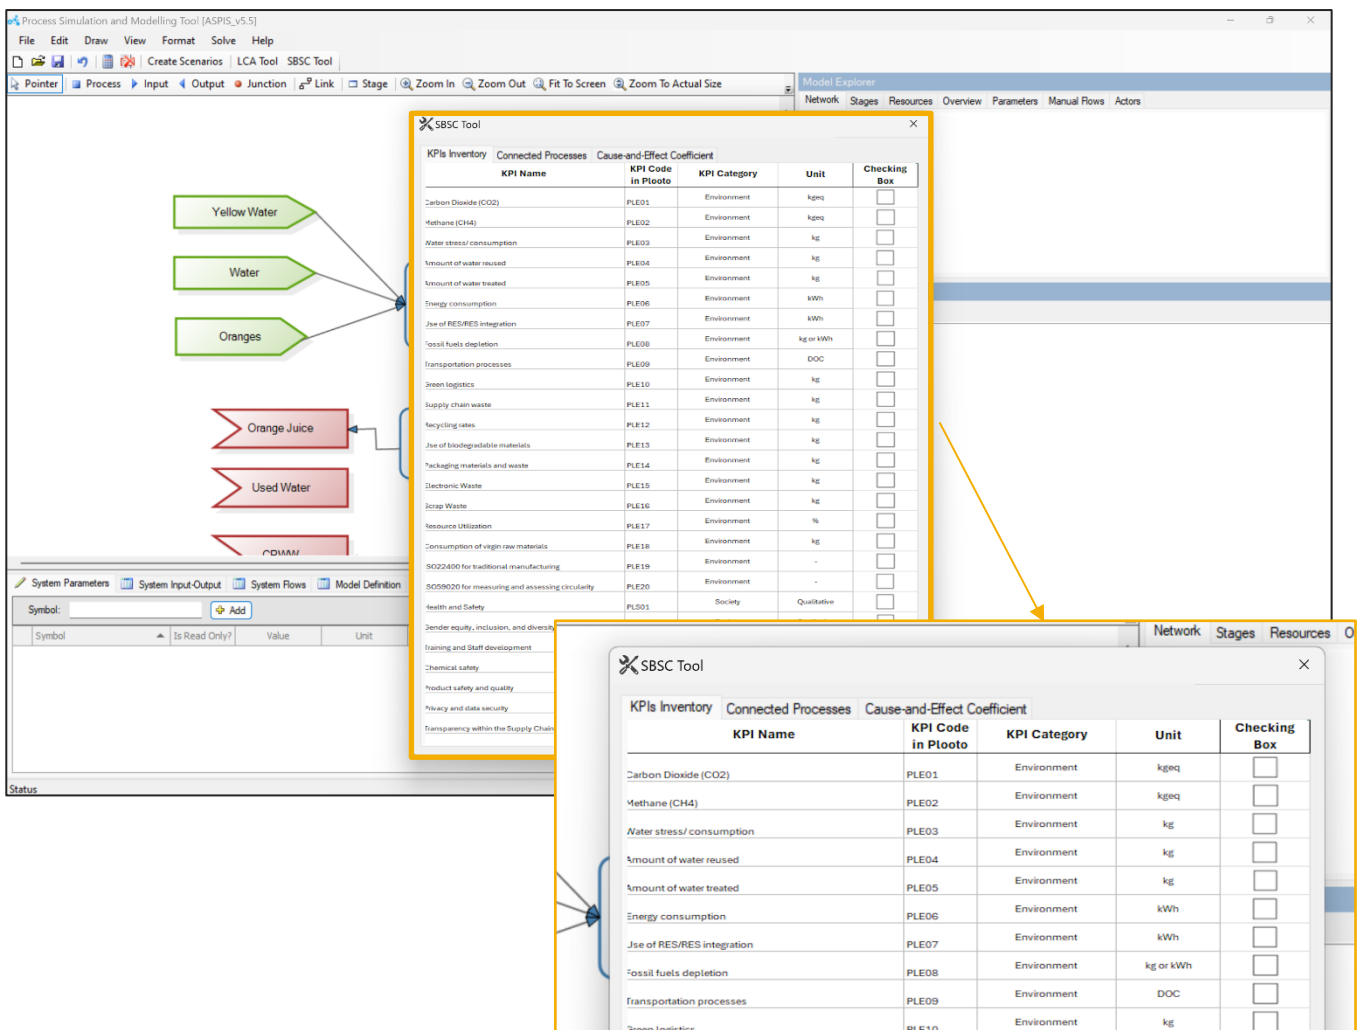 Process Simulation and Modelling Tool [ASPIS_v5.5]
File Edit Draw View Format Solve Help
Create Scenarios LCA Tool SBSC Tool
Pointer Process Input Output Junction Link Stage Zoom In Zoom Out Fit To Screen Zoom To Actual Size
Model Explorer
Network Stages Resources Overview Parameters Manual Flows Actors
Yellow Water
Water
Oranges
Orange Juice
Used Water
CPWW
SBSC Tool
KPIs Inventory Connected Processes Cause-and-Effect Coefficient
KPI Name KPI Code in Plooto KPI Category Unit Checking Box
Carbon Dioxide (CO2) PLE01 Environment kgeq
Methane (CH4) PLE02 Environment kgeq
Water stress/ consumption PLE03 Environment kg
Amount of water reused PLE04 Environment kg
Amount of water treated PLE05 Environment kg
Energy consumption PLE06 Environment kWh
Use of RES/RES integration PLE07 Environment kWh
Fossil fuels depletion PLE08 Environment kg or kWh
Transportation processes PLE09 Environment DOC
Green logistics PLE10 Environment kg
Supply chain waste PLE11 Environment kg
Recycling rates PLE12 Environment kg
Use of biodegradable materials PLE13 Environment kg
Packaging materials and waste PLE14 Environment kg
Electronic Waste PLE15 Environment kg
Scrap Waste PLE16 Environment kg
Resource Utilization PLE17 Environment %
Consumption of virgin raw materials PLE18 Environment kg
ISO22400 for traditional manufacturing PLE19 Environment -
ISO59020 for measuring and assessing circularity PLE20 Environment -
Health and Safety PLS01 Society Qualitative
Gender equity, inclusion, and diversity
Training and Staff development
Chemical safety
Product safety and quality
Privacy and data security
Transparency within the Supply Chain
System Parameters System Input-Output System Flows Model Definition
Symbol: Add
Symbol Is Read Only? Value Unit
Status
Network Stages Resources
SBSC Tool
KPIs Inventory Connected Processes Cause-and-Effect Coefficient
KPI Name KPI Code in Plooto KPI Category Unit Checking Box
Carbon Dioxide (CO2) PLE01 Environment kgeq
Methane (CH4) PLE02 Environment kgeq
Water stress/ consumption PLE03 Environment kg
Amount of water reused PLE04 Environment kg
Amount of water treated PLE05 Environment kg
Energy consumption PLE06 Environment kWh
Use of RES/RES integration PLE07 Environment kWh
Fossil fuels depletion PLE08 Environment kg or kWh
Transportation processes PLE09 Environment DOC
Green logistics PLE10 Environment kg